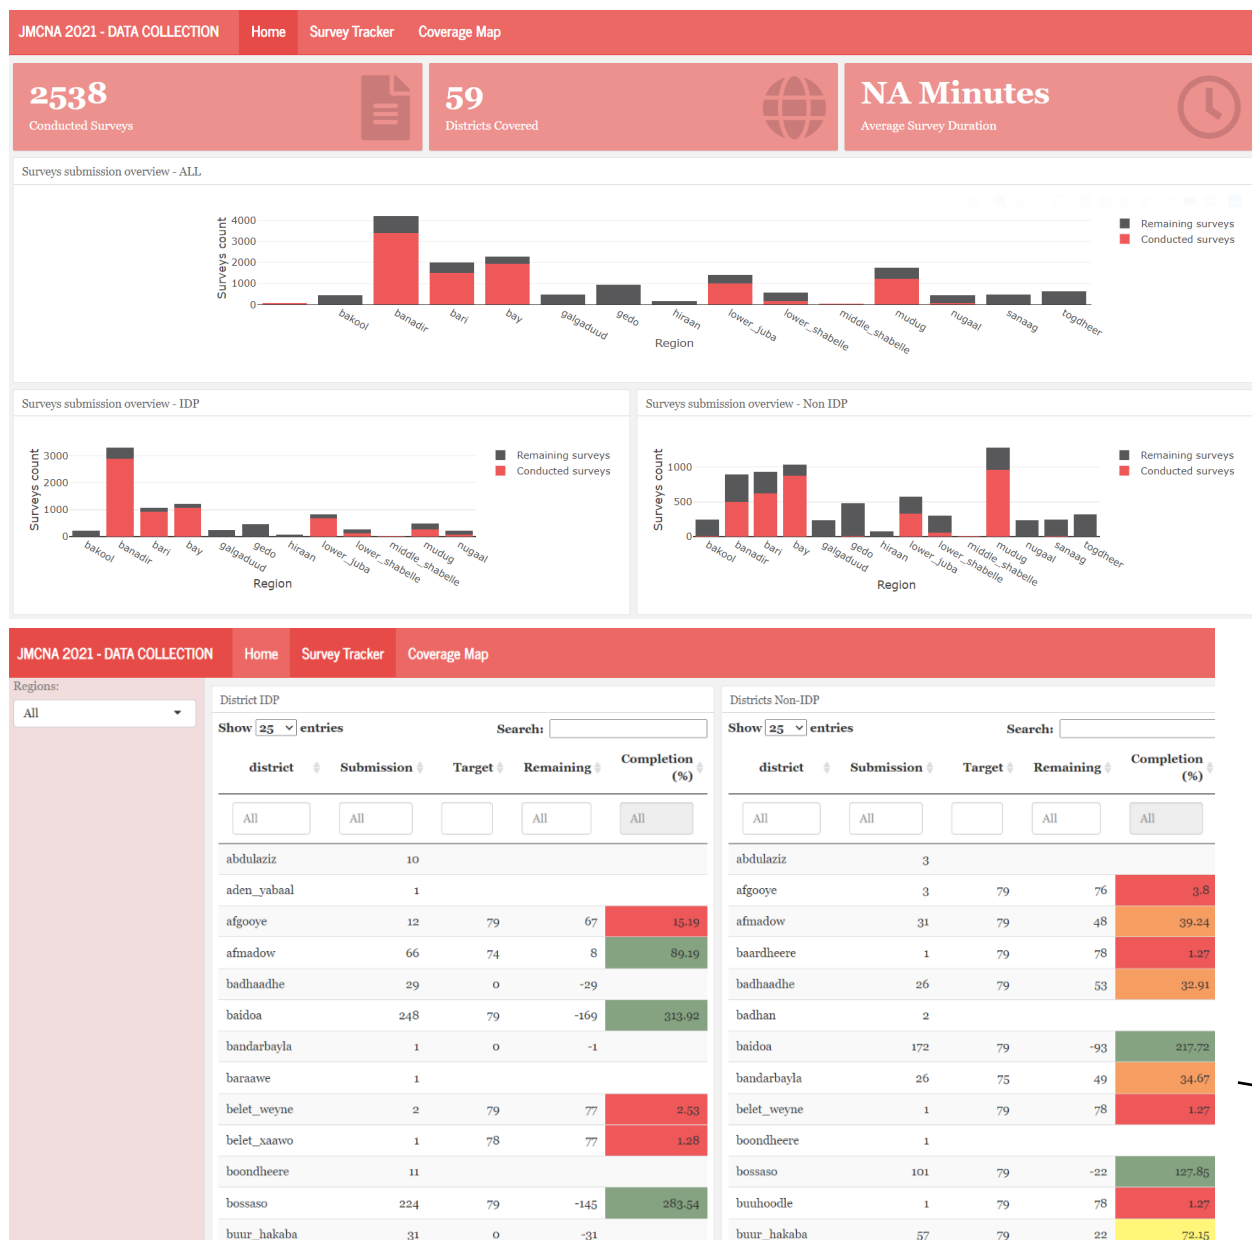 JMCNA 2021 - DATA COLLECTION Home Survey Tracker Coverage Map
2538
Conducted Surveys
59
Districts Covered
NA Minutes
Average Survey Duration
Surveys submission overview - ALL
Surveys count
4000
3000
2000
1000
0
bakool
banadir
bari
bay
galgaduud
gedo
hiraan
lower_juba
lower_shabelle
middle_shabelle
mudug
nugaal
sanaag
togdheer
Region
Remaining surveys
Conducted surveys
Surveys submission overview - IDP
Surveys count
3000
2000
1000
0
bakool
banadir
bari
bay
galgaduud
gedo
hiraan
lower_juba
lower_shabelle
middle_shabelle
mudug
nugaal
Region
Remaining surveys
Conducted surveys
Surveys submission overview - Non IDP
Surveys count
1000
500
0
bakool
banadir
bari
bay
galgaduud
gedo
hiraan
lower_juba
lower_shabelle
middle_shabelle
mudug
nugaal
sanaag
togdheer
Region
Remaining surveys
Conducted surveys
JMCNA 2021 - DATA COLLECTION Home Survey Tracker Coverage Map
Regions:
All
District IDP
Show 25 entries Search:
district Submission Target Remaining Completion (%)
All All All All
abdulaziz 10
aden_yabaal 1
afgooye 12 79 67 15.19
afmadow 66 74 8 89.19
badhaadhe 29 0 -29
baidoa 248 79 -169 313.92
bandarbayla 1 0 -1
baraawe 1
belet_weyne 2 79 77 2.53
belet_xaawo 1 78 77 1.28
boondheere 11
bossaso 224 79 -145 283.54
buur_hakaba 31 0 -31
Districts Non-IDP
Show 25 entries Search:
district Submission Target Remaining Completion (%)
All All All All
abdulaziz 3
afgooye 3 79 76 3.8
afmadow 31 79 48 39.24
baardheere 1 79 78 1.27
badhaadhe 26 79 53 32.91
badhan 2
baidoa 172 79 -93 217.72
bandarbayla 26 75 49 34.67
belet_weyne 1 79 78 1.27
boondheere 1
bossaso 101 79 -22 127.85
buuhoodle 1 79 78 1.27
buur_hakaba 57 79 22 72.15